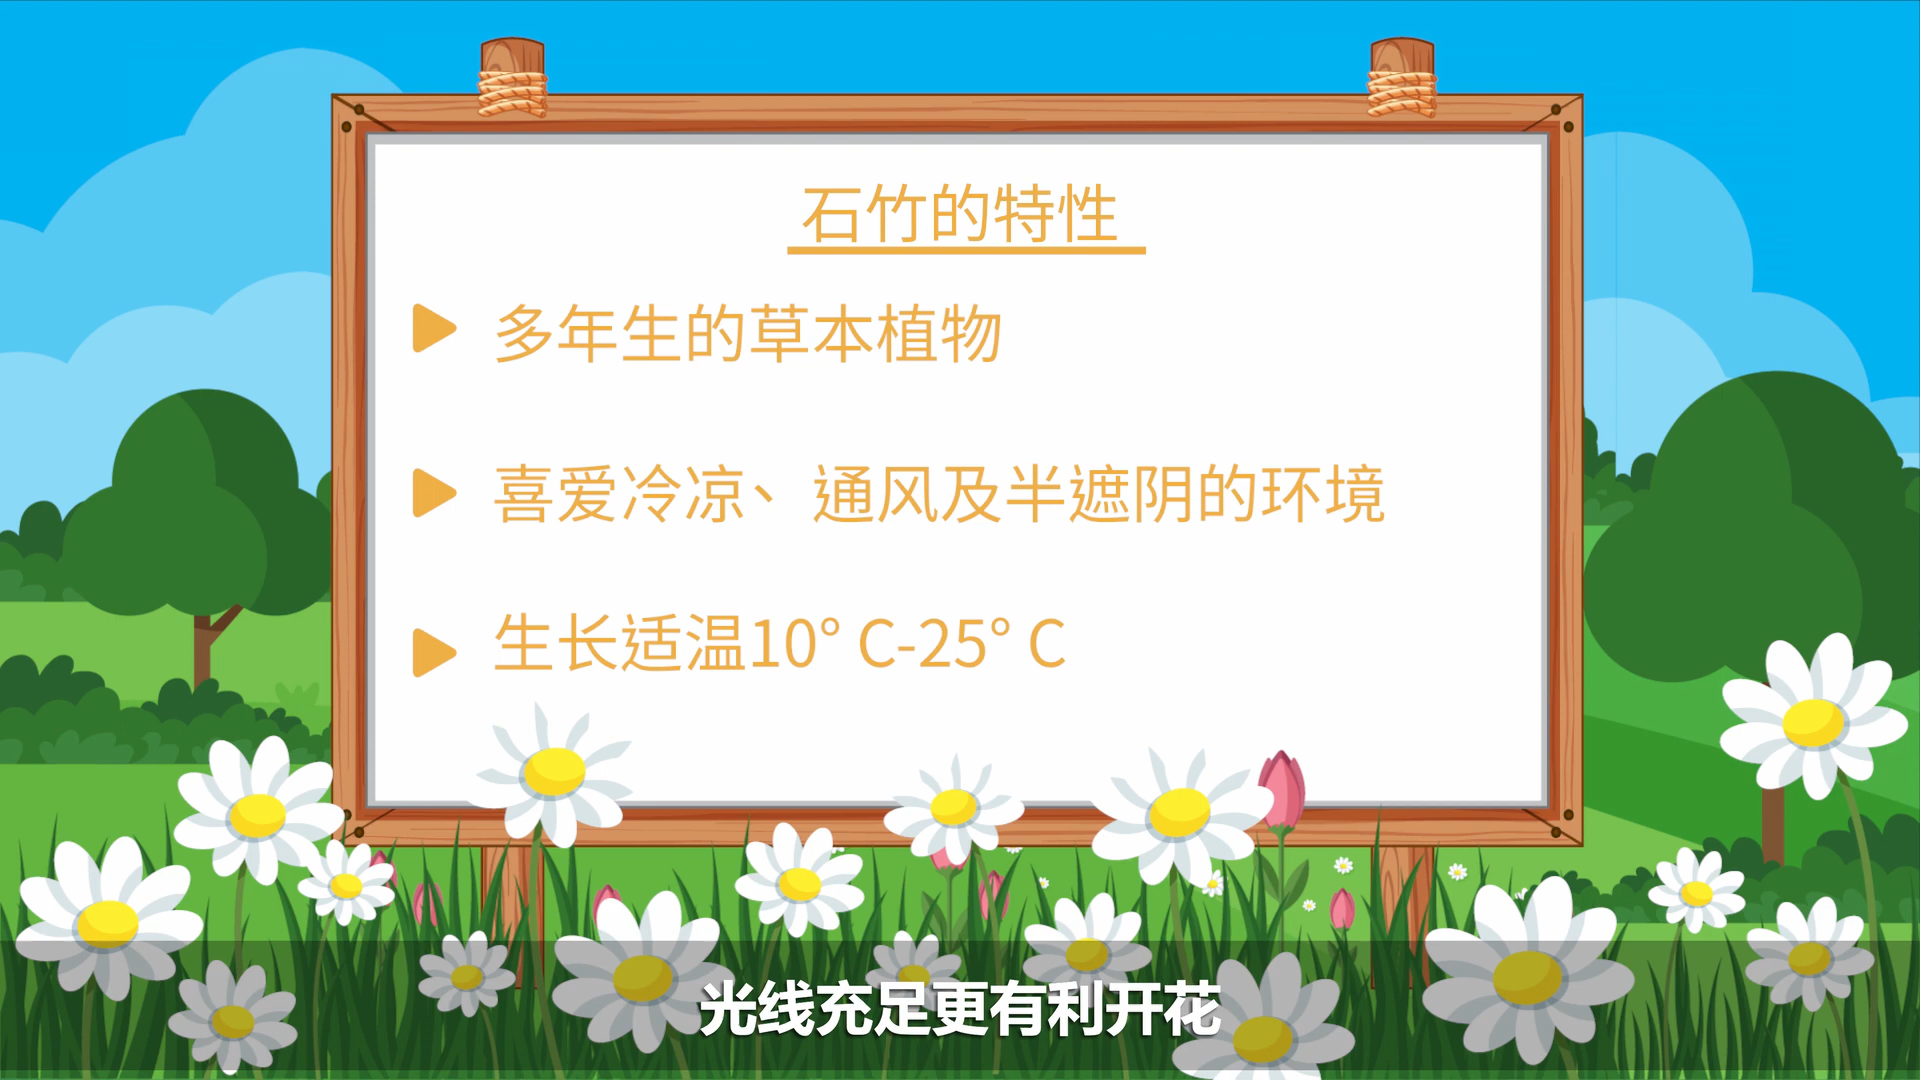 石竹的特性
多年生的草本植物
喜爱冷凉、通风及半遮阴的环境
生长适温10° C-25° C
光线充足更有利开花